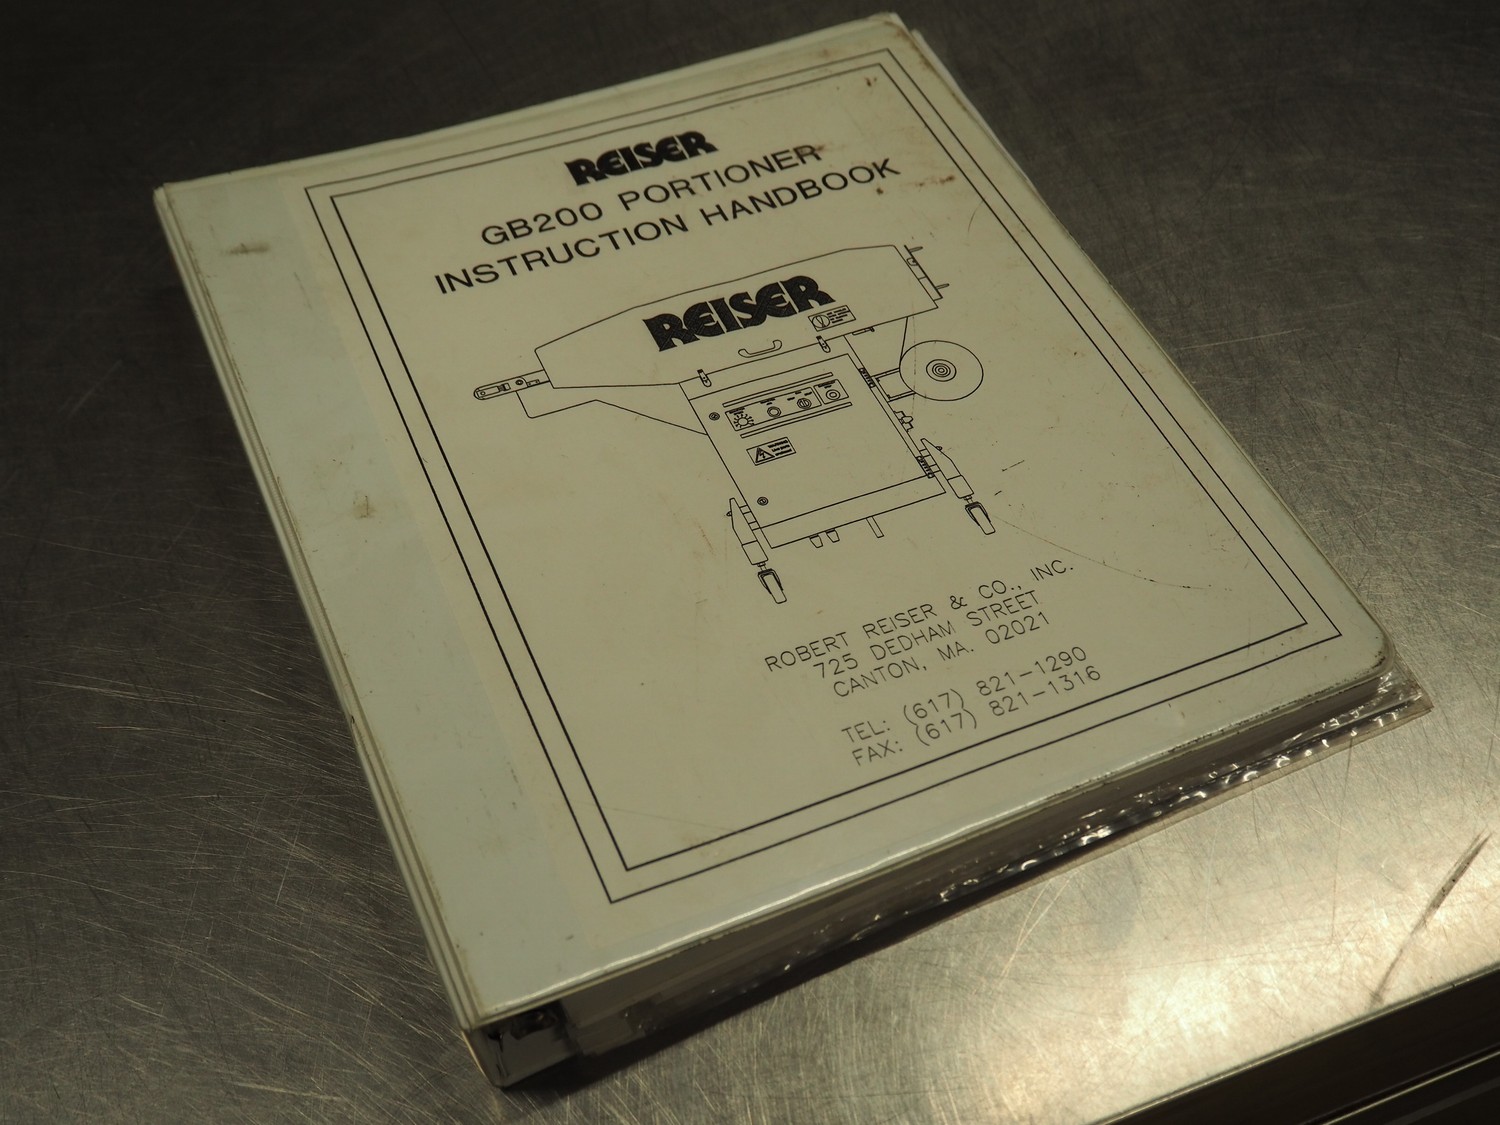 REISER
GB200 PORTIONER
INSTRUCTION HANDBOOK
REISER
ROBERT REISER & CO., INC.
725 DEDHAM STREET
CANTON, MA. 02021
TEL: (617) 821-1290
FAX: (617) 821-1316